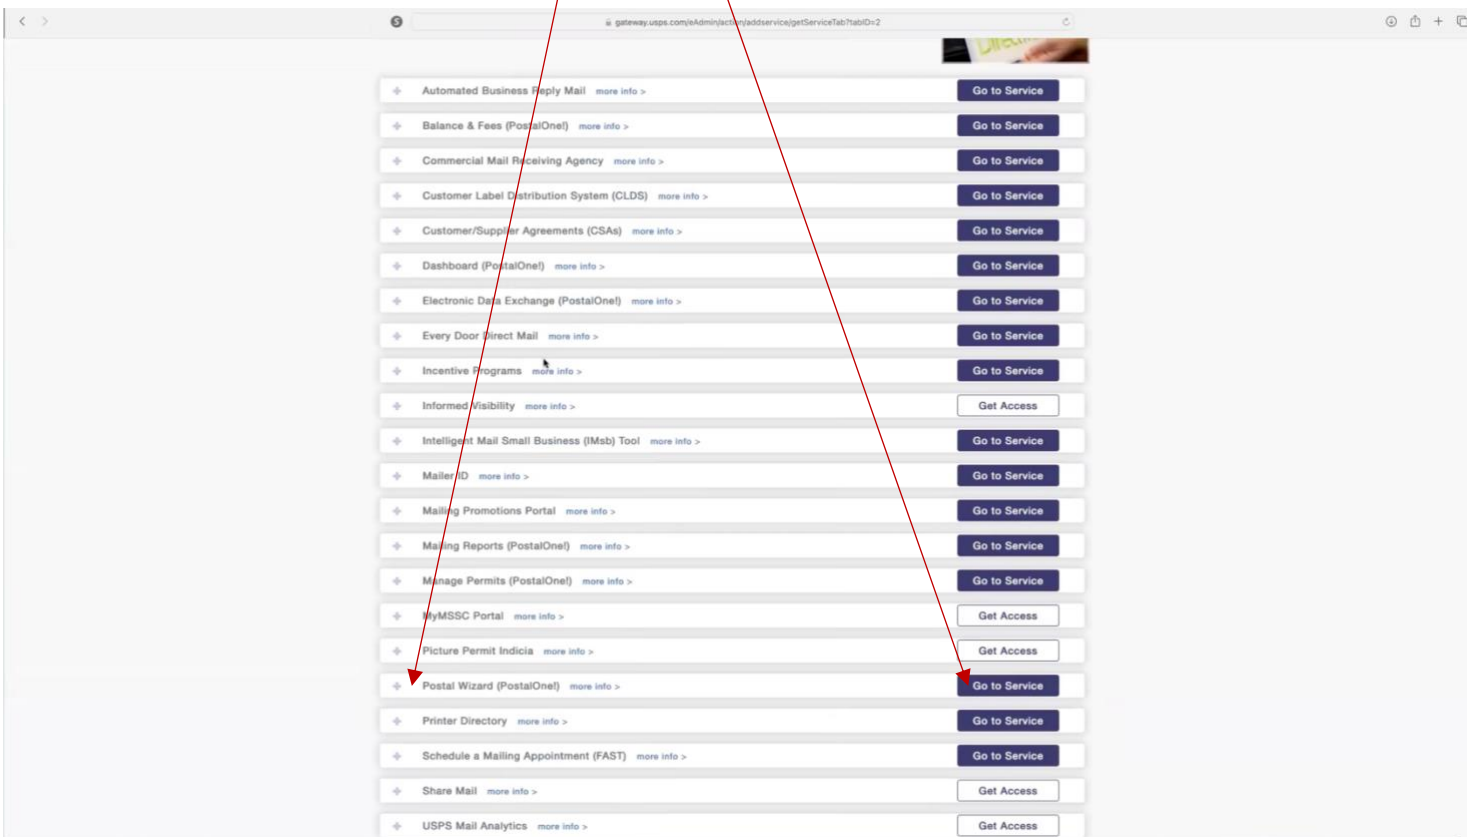 gateway.usps.com/eAdmin/action/addservice/getServiceTab?tabID=2
Automated Business Reply Mail more info > Go to Service
Balance & Fees (PostalOne!) more info > Go to Service
Commercial Mail Receiving Agency more info > Go to Service
Customer Label Distribution System (CLDS) more info > Go to Service
Customer/Supplier Agreements (CSAs) more info > Go to Service
Dashboard (PostalOne!) more info > Go to Service
Electronic Data Exchange (PostalOne!) more info > Go to Service
Every Door Direct Mail more info > Go to Service
Incentive Programs more info > Go to Service
Informed Visibility more info > Get Access
Intelligent Mail Small Business (IMsb) Tool more info > Go to Service
Mailer ID more info > Go to Service
Mailing Promotions Portal more info > Go to Service
Mailing Reports (PostalOne!) more info > Go to Service
Manage Permits (PostalOne!) more info > Go to Service
MyMSSC Portal more info > Get Access
Picture Permit Indicia more info > Get Access
Postal Wizard (PostalOne!) more info > Go to Service
Printer Directory more info > Go to Service
Schedule a Mailing Appointment (FAST) more info > Go to Service
Share Mail more info > Get Access
USPS Mail Analytics more info > Get Access